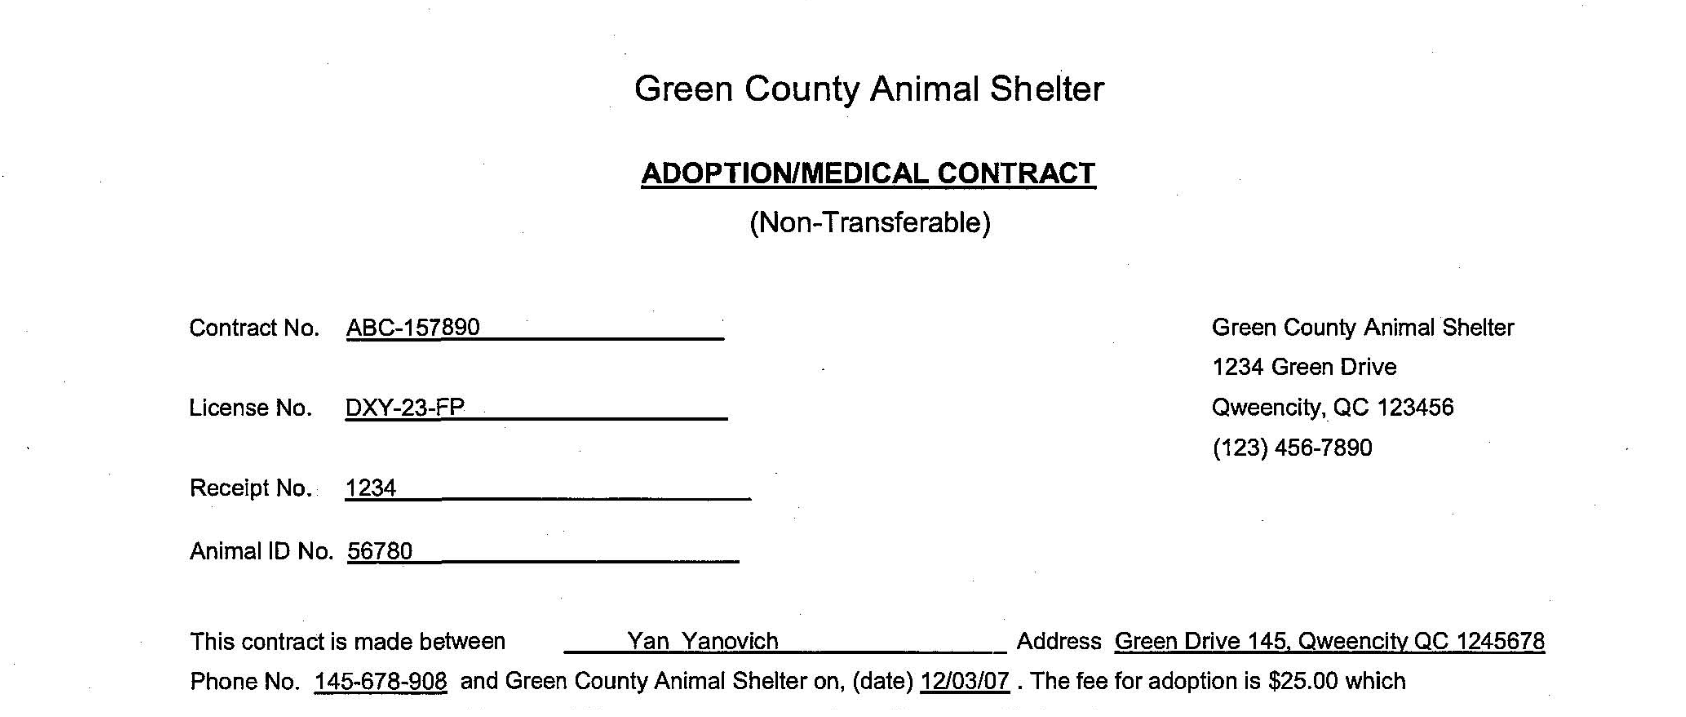 Green County Animal Shelter
ADOPTION/MEDICAL CONTRACT
(Non-Transferable)
Contract No. ABC-157890
Green County Animal Shelter
1234 Green Drive
License No. DXY-23-FP
Qweencity, QC 123456
(123) 456-7890
Receipt No. 1234
Animal ID No. 56780
This contract is made between Yan Yanovich Address Green Drive 145, Qweencity QC 1245678
Phone No. 145-678-908 and Green County Animal Shelter on, (date) 12/03/07 . The fee for adoption is $25.00 which